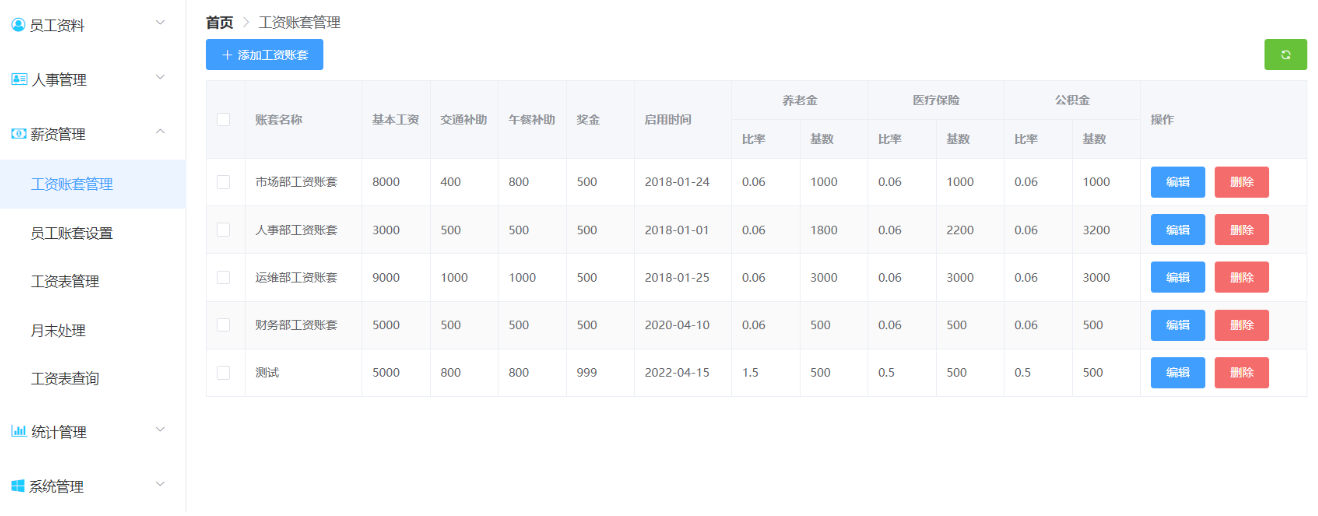 员工资料
人事管理
薪资管理
工资账套管理
员工账套设置
工资表管理
月末处理
工资表查询
统计管理
系统管理
首页 > 工资账套管理
+ 添加工资账套
账套名称 基本工资 交通补助 午餐补助 奖金 启用时间 养老金 医疗保险 公积金 操作
比率 基数 比率 基数 比率 基数
市场部工资账套 8000 400 800 500 2018-01-24 0.06 1000 0.06 1000 0.06 1000 编辑 删除
人事部工资账套 3000 500 500 500 2018-01-01 0.06 1800 0.06 2200 0.06 3200 编辑 删除
运维部工资账套 9000 1000 1000 500 2018-01-25 0.06 3000 0.06 3000 0.06 3000 编辑 删除
财务部工资账套 5000 500 500 500 2020-04-10 0.06 500 0.06 500 0.06 500 编辑 删除
测试 5000 800 800 999 2022-04-15 1.5 500 0.5 500 0.5 500 编辑 删除